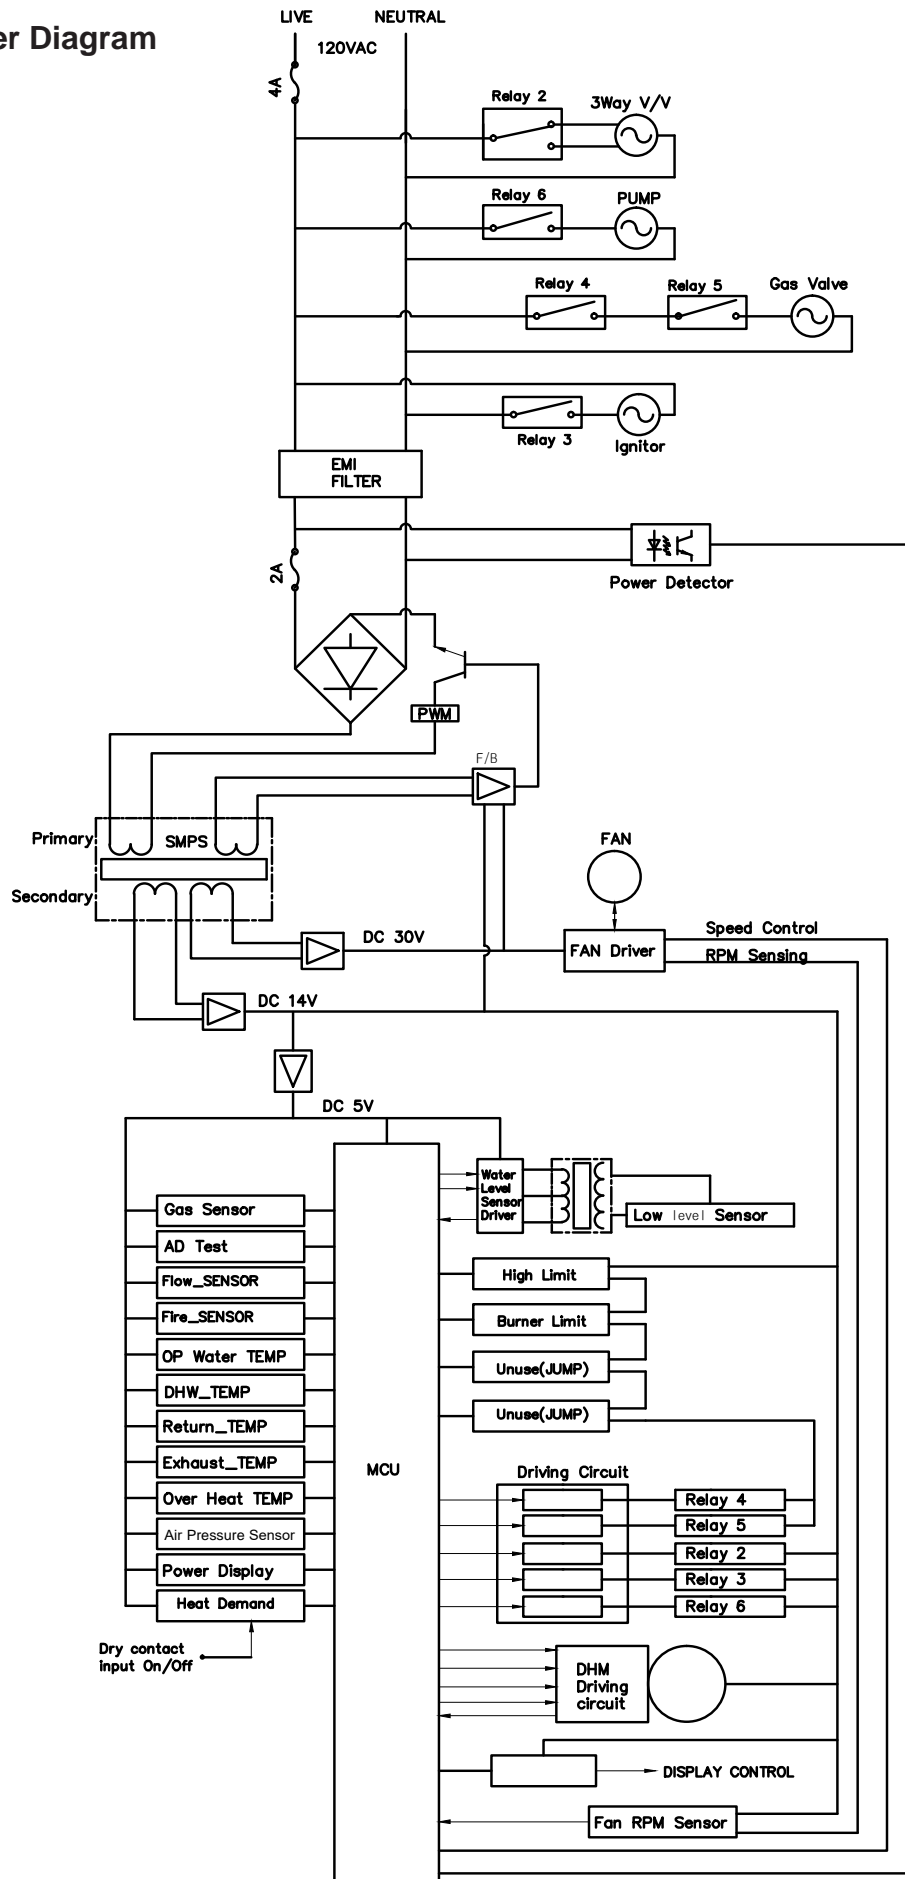 er Diagram
LIVE
NEUTRAL
120VAC
4A
Relay 2
3Way V/V
Relay 6
PUMP
Relay 4
Relay 5
Gas Valve
Relay 3
Ignitor
EMI
FILTER
2A
Power Detector
PWM
F/B
Primary
SMPS
Secondary
FAN
DC 30V
FAN Driver
Speed Control
RPM Sensing
DC 14V
DC 5V
Water
Level
Sensor
Driver
Low level Sensor
Gas Sensor
AD Test
Flow_SENSOR
Fire_SENSOR
OP Water TEMP
DHW_TEMP
Return_TEMP
Exhaust_TEMP
Over Heat TEMP
Air Pressure Sensor
Power Display
Heat Demand
Dry contact
input On/Off
MCU
High Limit
Burner Limit
Unuse(JUMP)
Unuse(JUMP)
Driving Circuit
Relay 4
Relay 5
Relay 2
Relay 3
Relay 6
DHM
Driving
circuit
DISPLAY CONTROL
Fan RPM Sensor